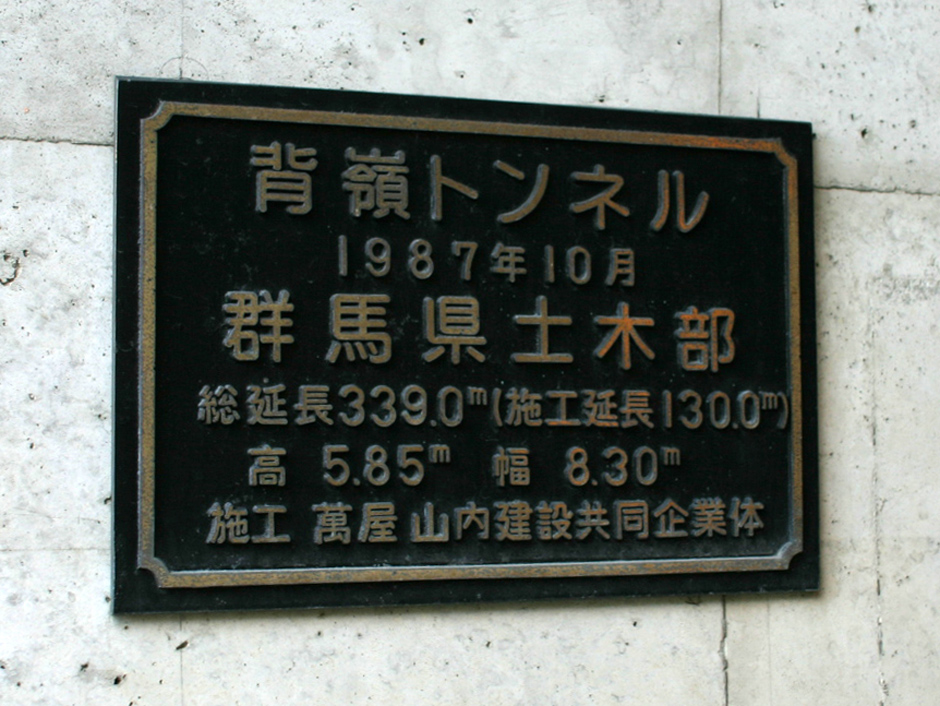 背嶺トンネル
1987年10月
群馬県土木部
総延長339.0m(施工延長130.0m)
高 5.85m 幅 8.30m
施工 萬屋 山内建設共同企業体